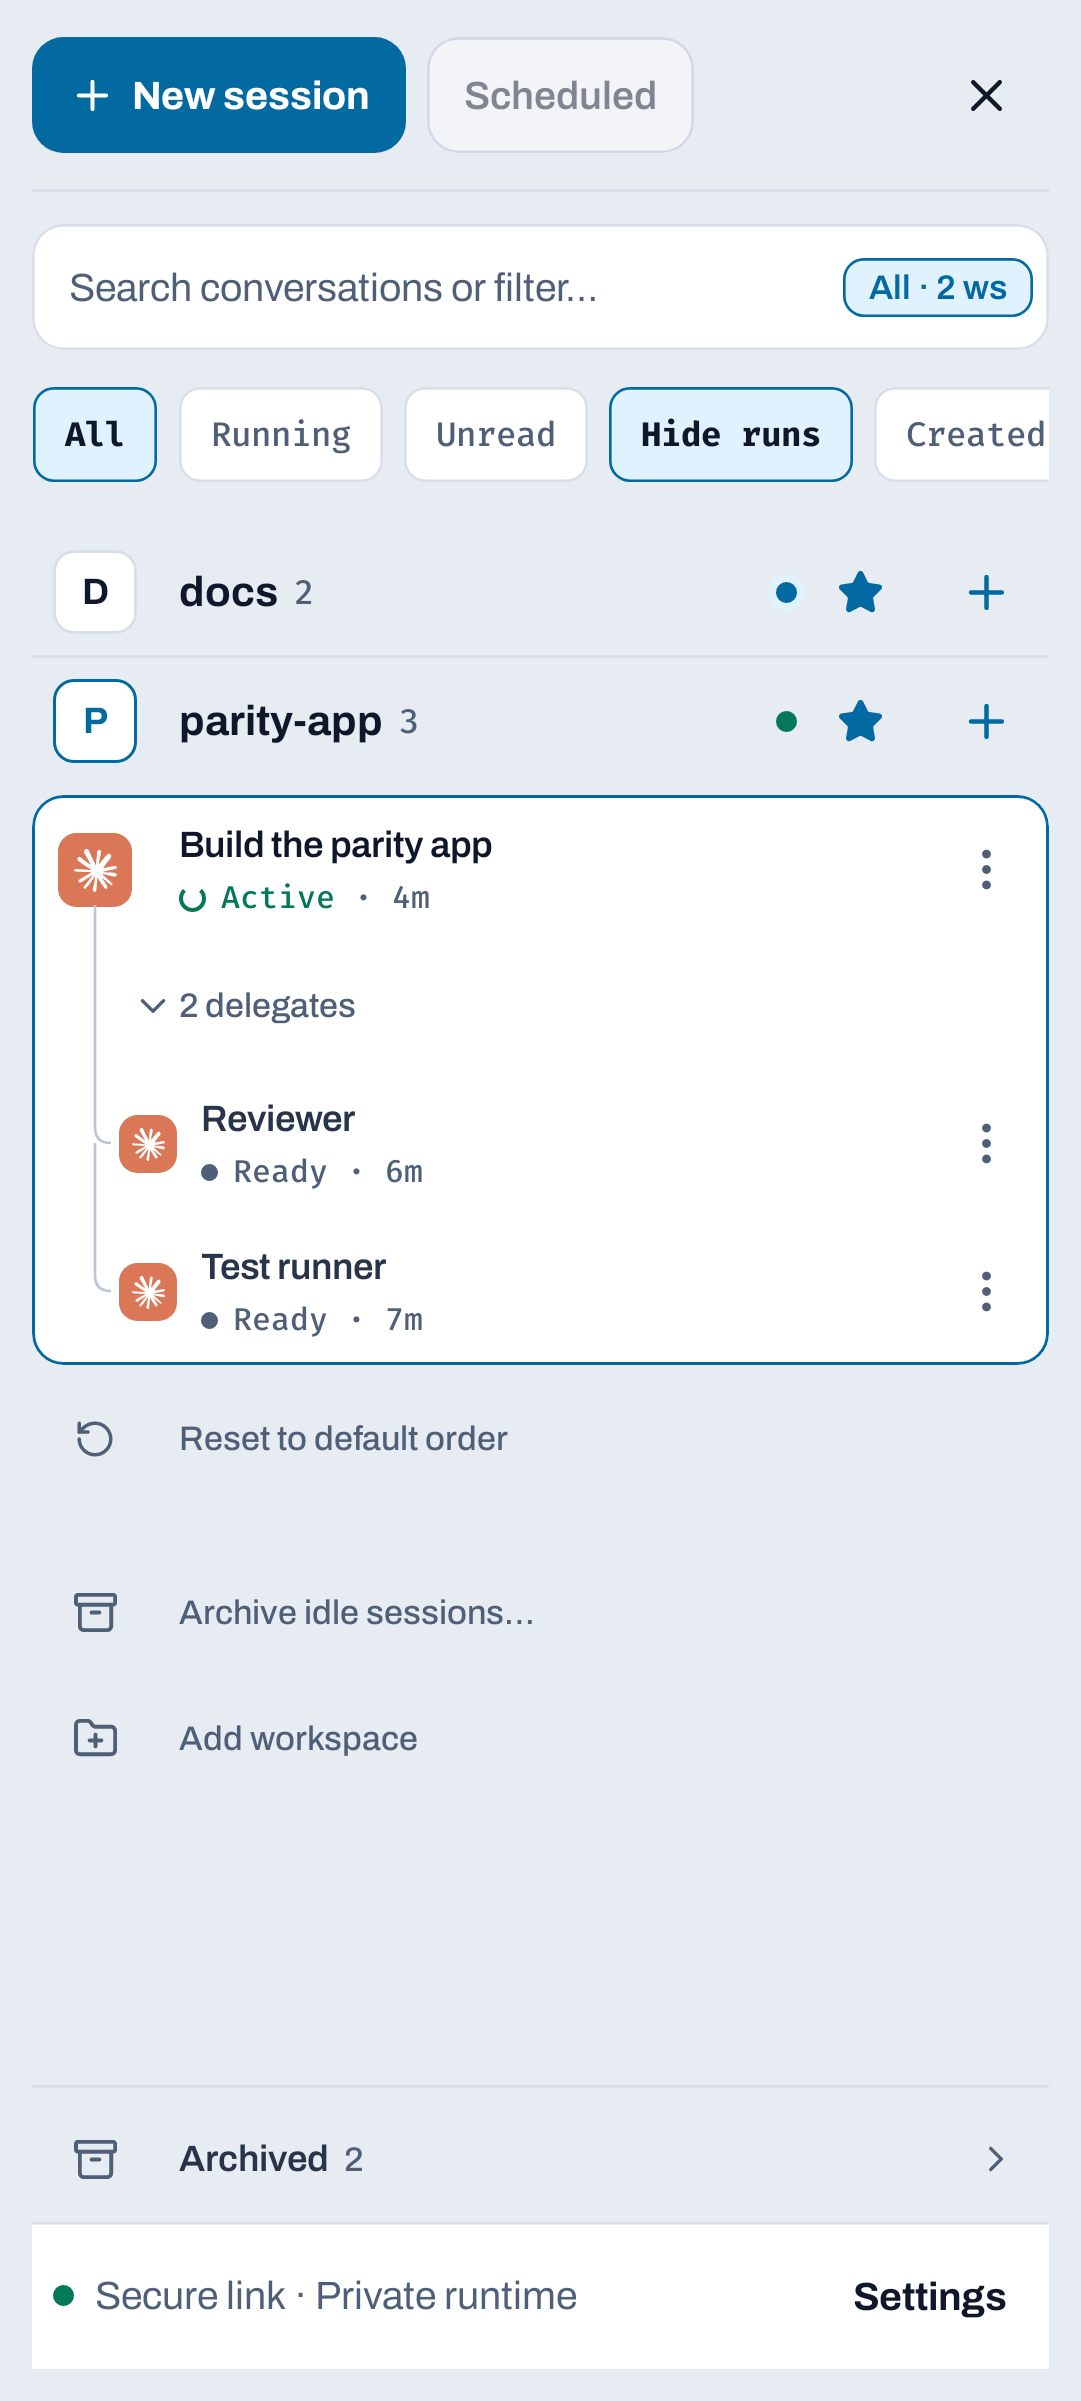 New session
Scheduled
Search conversations or filter...
All · 2 ws
All
Running
Unread
Hide runs
Created
D
docs 2
P
parity-app 3
Build the parity app
Active · 4m
2 delegates
Reviewer
Ready · 6m
Test runner
Ready · 7m
Reset to default order
Archive idle sessions...
Add workspace
Archived 2
Secure link · Private runtime
Settings